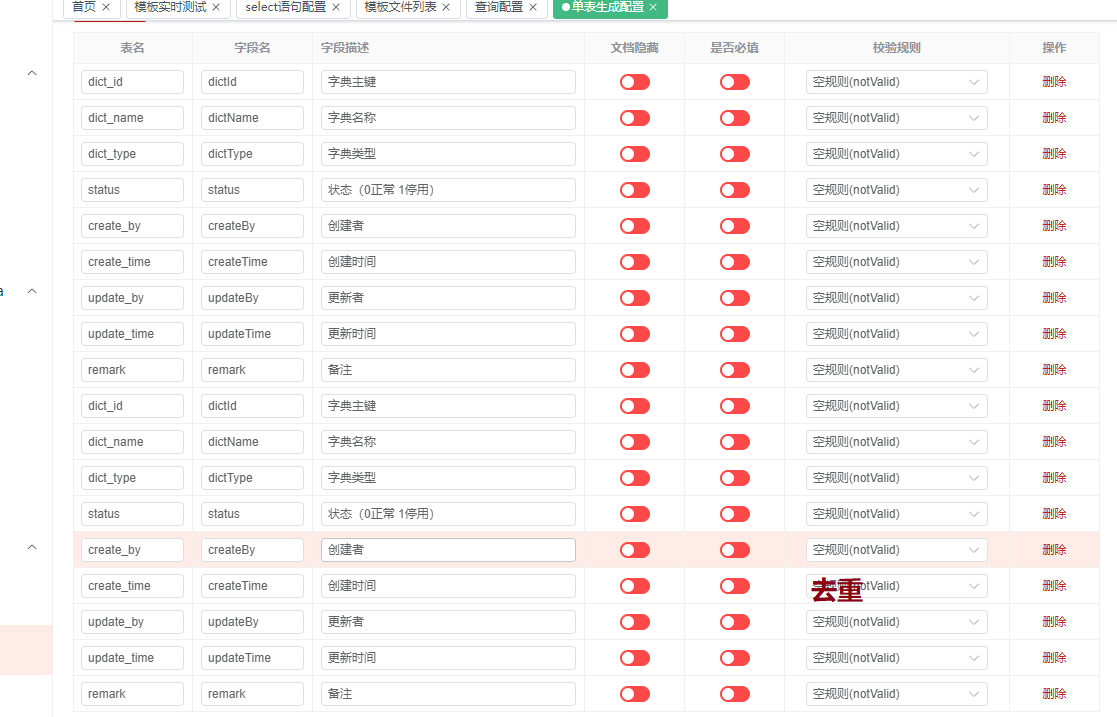 首页 × 模板实时测试 × select语句配置 × 模板文件列表 × 查询配置 × 单表生成配置 ×
表名 字段名 字段描述 文档隐藏 是否必填 校验规则 操作
dict_id dictId 字典主键 空规则(notValid) 删除
dict_name dictName 字典名称 空规则(notValid) 删除
dict_type dictType 字典类型 空规则(notValid) 删除
status status 状态（0正常 1停用） 空规则(notValid) 删除
create_by createBy 创建者 空规则(notValid) 删除
create_time createTime 创建时间 空规则(notValid) 删除
a update_by updateBy 更新者 空规则(notValid) 删除
update_time updateTime 更新时间 空规则(notValid) 删除
remark remark 备注 空规则(notValid) 删除
dict_id dictId 字典主键 空规则(notValid) 删除
dict_name dictName 字典名称 空规则(notValid) 删除
dict_type dictType 字典类型 空规则(notValid) 删除
status status 状态（0正常 1停用） 空规则(notValid) 删除
create_by createBy 创建者 空规则(notValid) 删除
create_time createTime 创建时间 去重 删除
update_by updateBy 更新者 空规则(notValid) 删除
update_time updateTime 更新时间 空规则(notValid) 删除
remark remark 备注 空规则(notValid) 删除